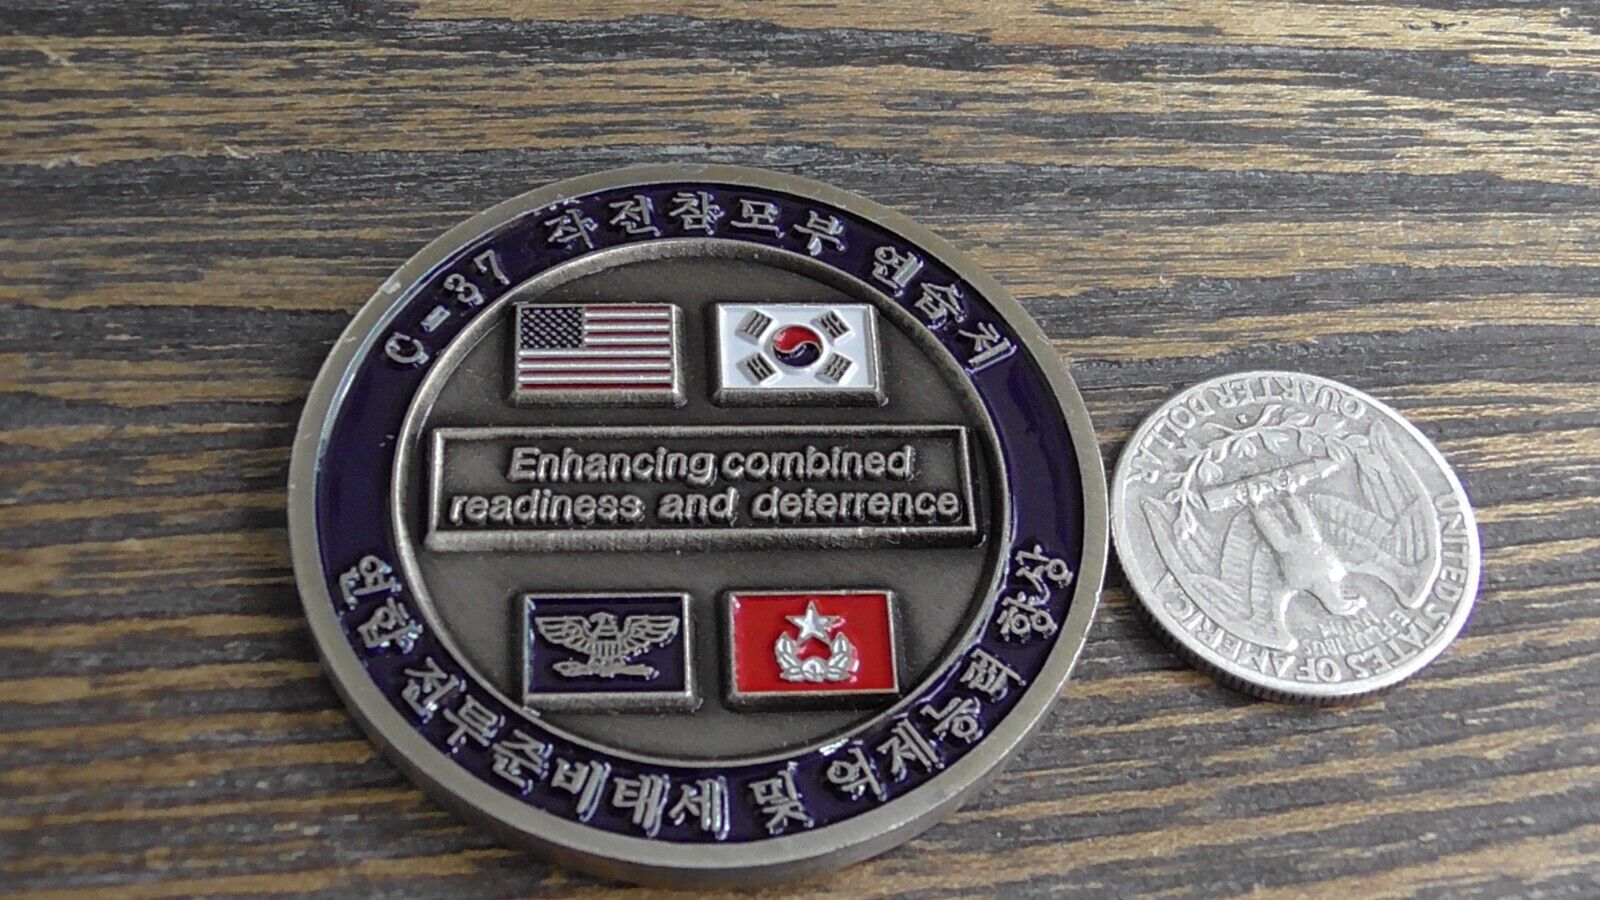 C-37 작전참모부 연습처
Enhancing combined
readiness and deterrence
연합 전투준비태세 및 억제능력 향상
UNITED STATES OF AMERICA
QUARTER DOLLAR